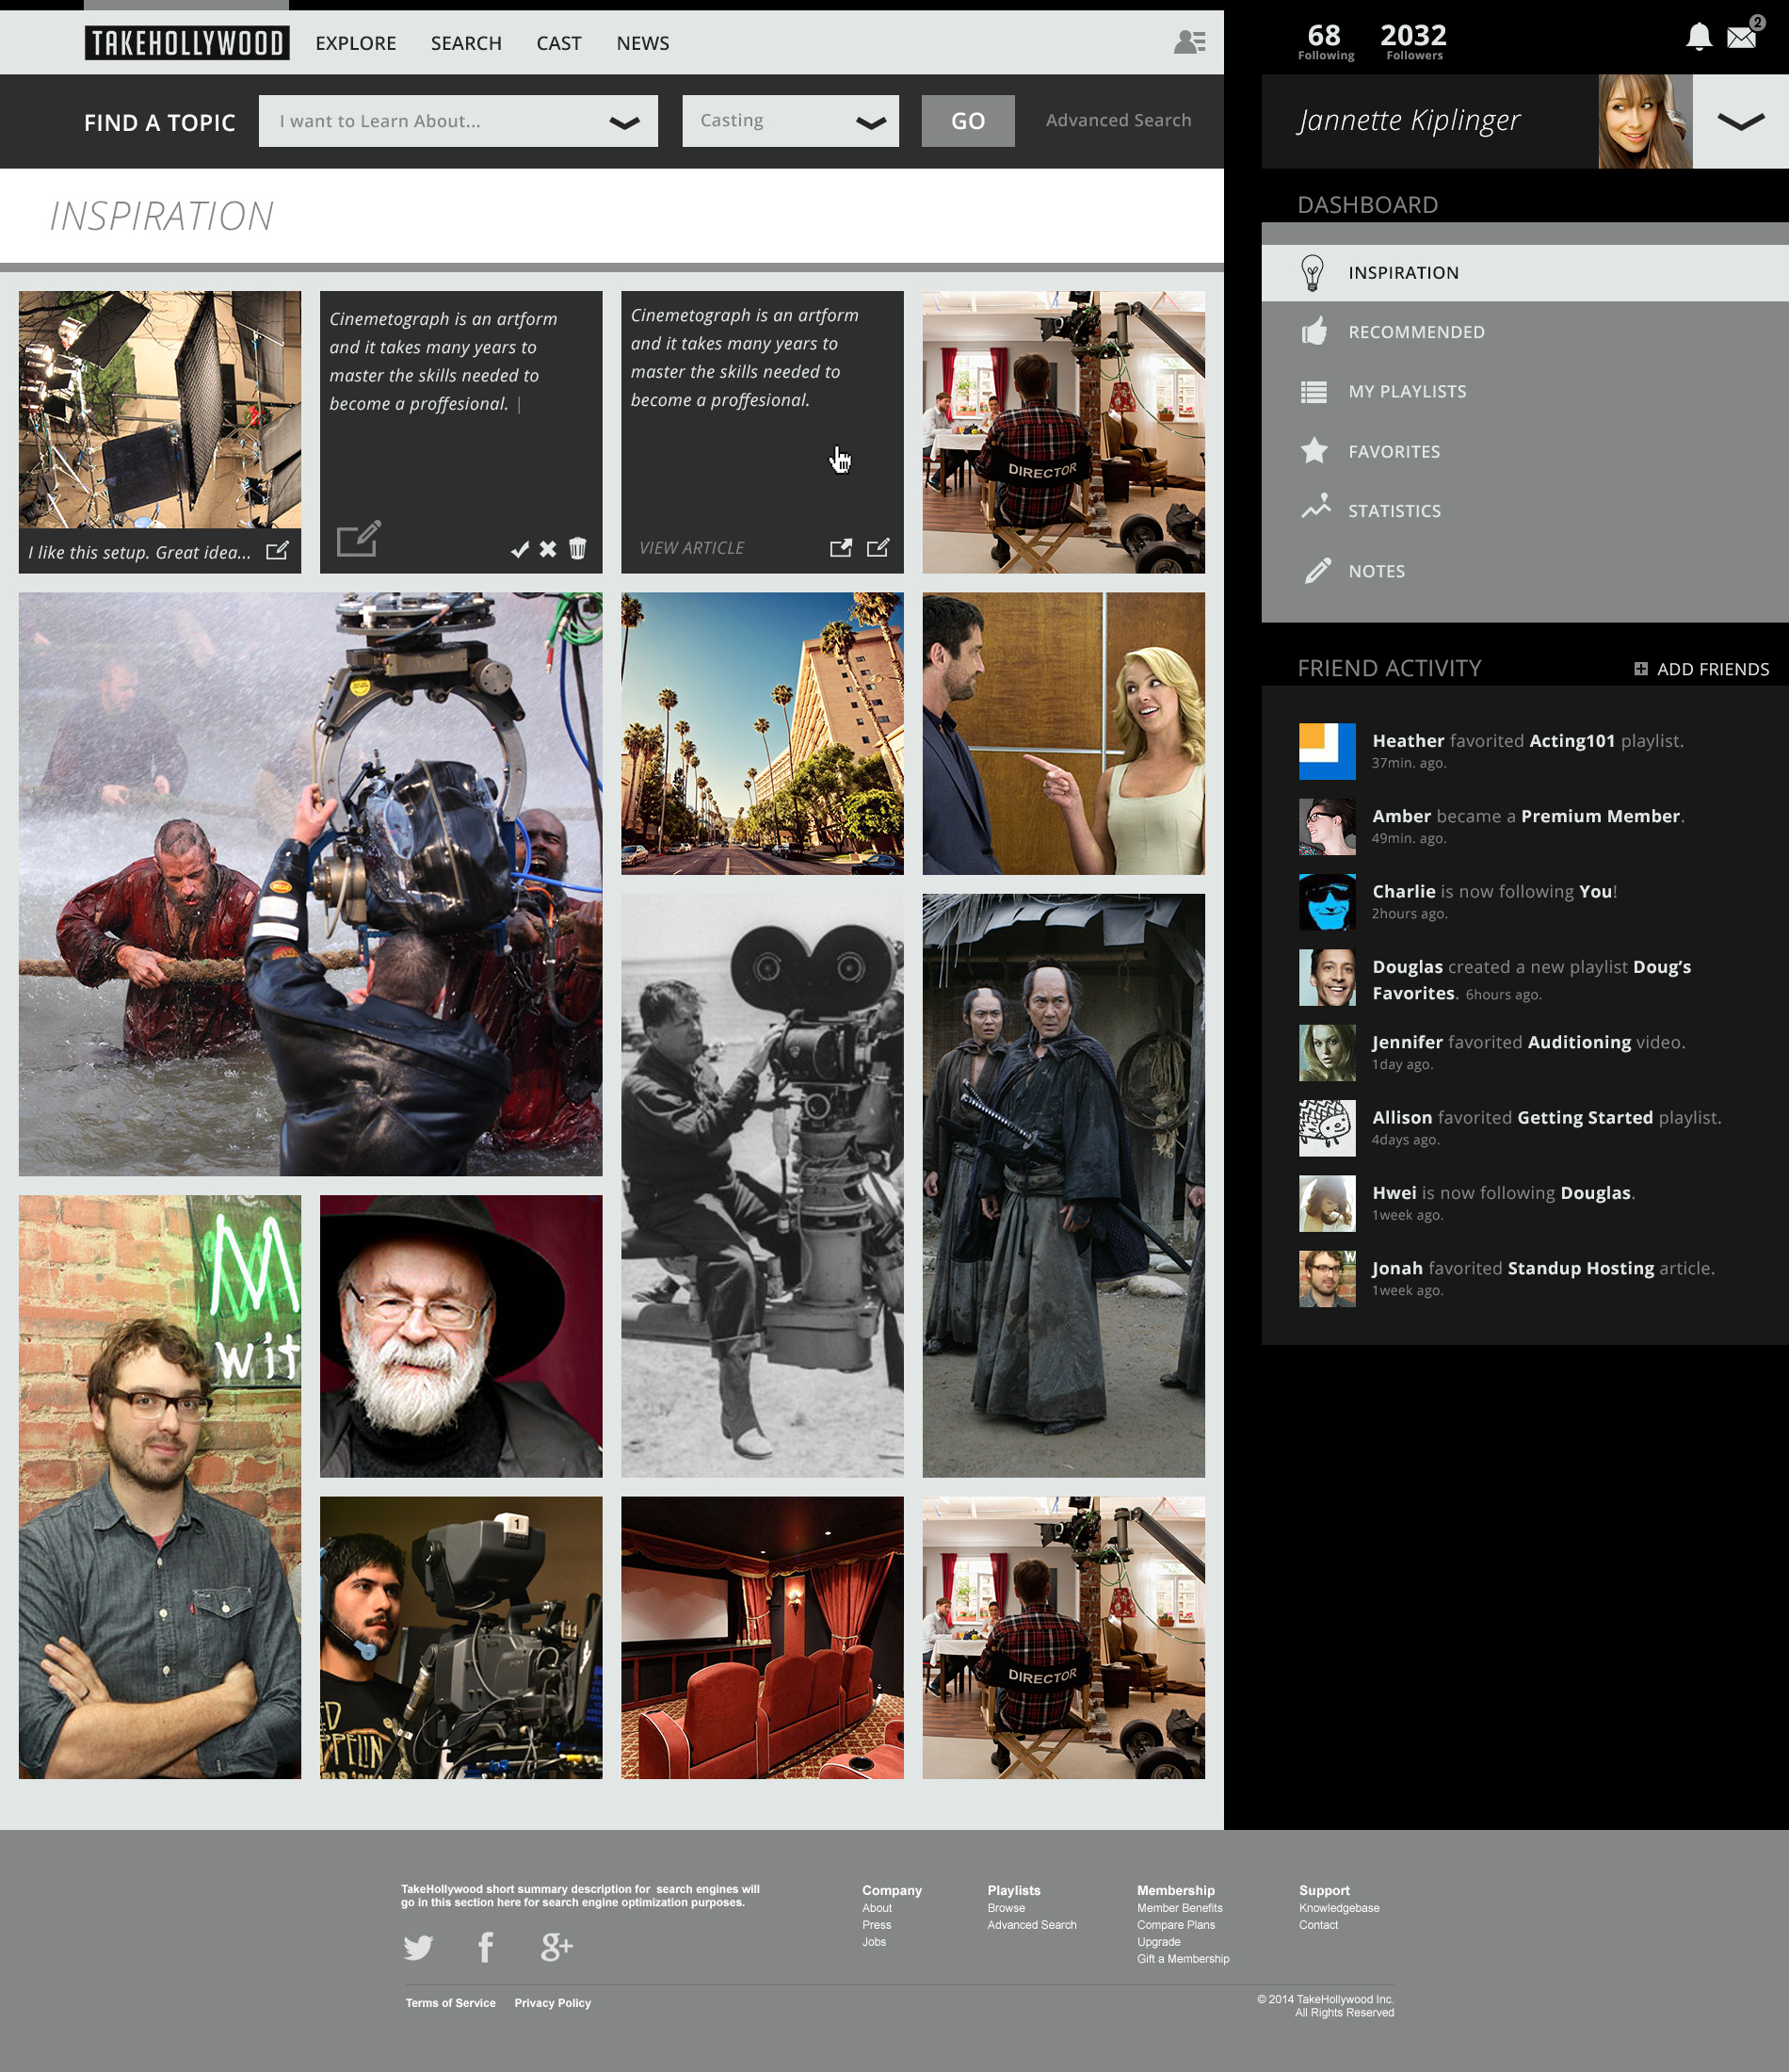 TAKEHOLLYWOOD
EXPLORE
SEARCH
CAST
NEWS
68
Following
2032
Followers
2
FIND A TOPIC
I want to Learn About...
Casting
GO
Advanced Search
Jannette Kiplinger
INSPIRATION
DASHBOARD
INSPIRATION
RECOMMENDED
MY PLAYLISTS
FAVORITES
STATISTICS
NOTES
I like this setup. Great idea...
Cinemetograph is an artform
and it takes many years to
master the skills needed to
become a proffesional.
Cinemetograph is an artform
and it takes many years to
master the skills needed to
become a proffesional.
VIEW ARTICLE
DIRECTOR
M
wit
1
DIRECTOR
FRIEND ACTIVITY
ADD FRIENDS
Heather favorited Acting101 playlist.
37min. ago.
Amber became a Premium Member.
49min. ago.
Charlie is now following You!
2hours ago.
Douglas created a new playlist Doug's
Favorites. 6hours ago.
Jennifer favorited Auditioning video.
1day ago.
Allison favorited Getting Started playlist.
4days ago.
Hwei is now following Douglas.
1week ago.
Jonah favorited Standup Hosting article.
1week ago.
TakeHollywood short summary description for search engines will
go in this section here for search engine optimization purposes.
Company
About
Press
Jobs
Playlists
Browse
Advanced Search
Membership
Member Benefits
Compare Plans
Upgrade
Gift a Membership
Support
Knowledgebase
Contact
Terms of Service
Privacy Policy
© 2014 TakeHollywood Inc.
All Rights Reserved